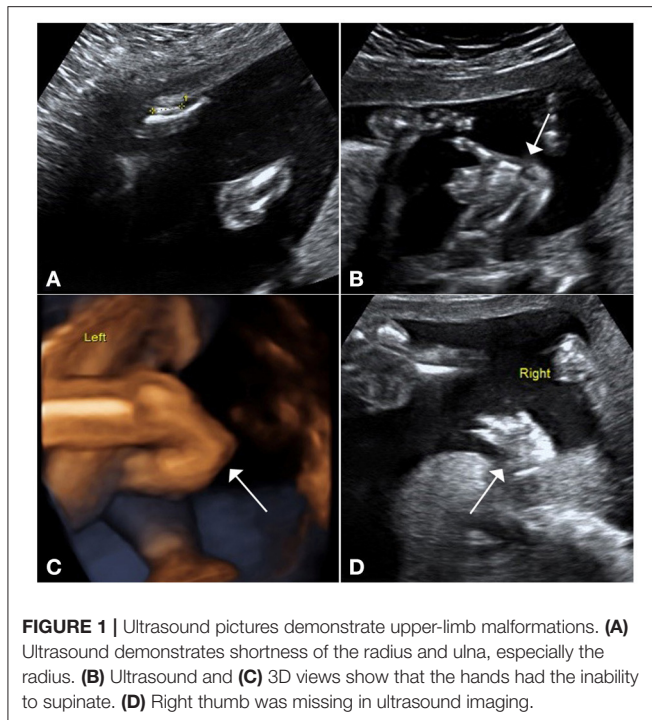 A
B
Left
C
Right
D
FIGURE 1 | Ultrasound pictures demonstrate upper-limb malformations. (A)
Ultrasound demonstrates shortness of the radius and ulna, especially the
radius. (B) Ultrasound and (C) 3D views show that the hands had the inability
to supinate. (D) Right thumb was missing in ultrasound imaging.